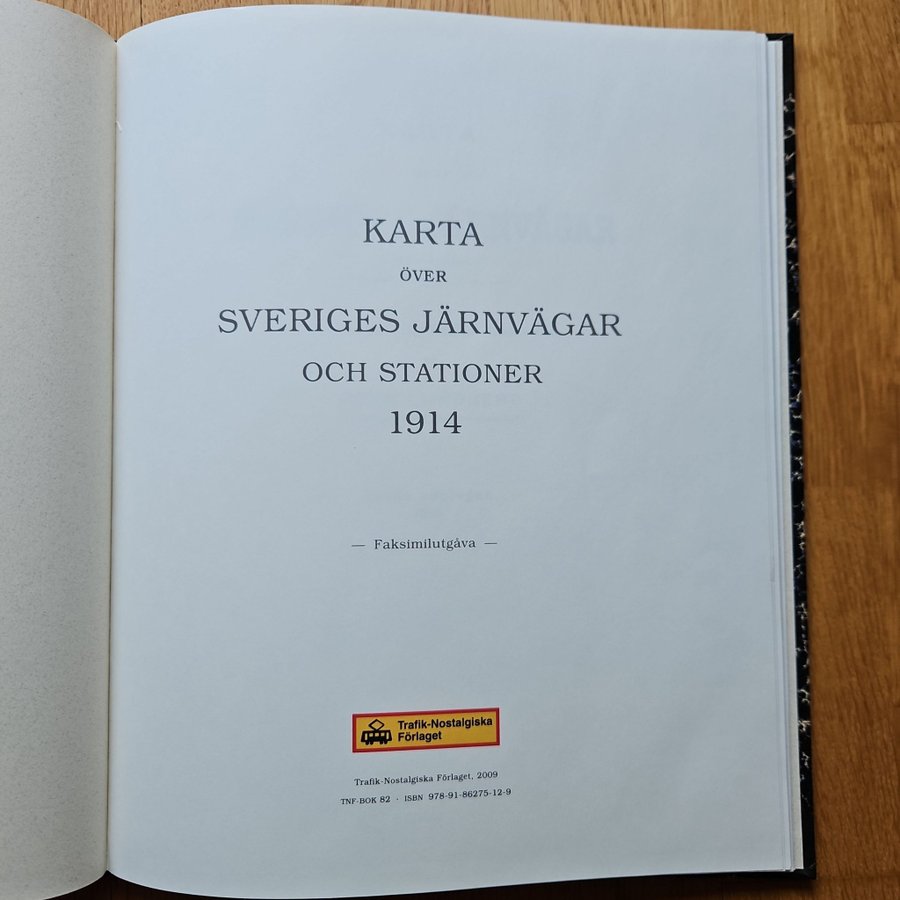 KARTA
ÖVER
SVERIGES JÄRNVÄGAR
OCH STATIONER
1914
— Faksimilutgåva —
Trafik-Nostalgiska
Förlaget
Trafik-Nostalgiska Förlaget, 2009
TNF-BOK 82 · ISBN 978-91-86275-12-9